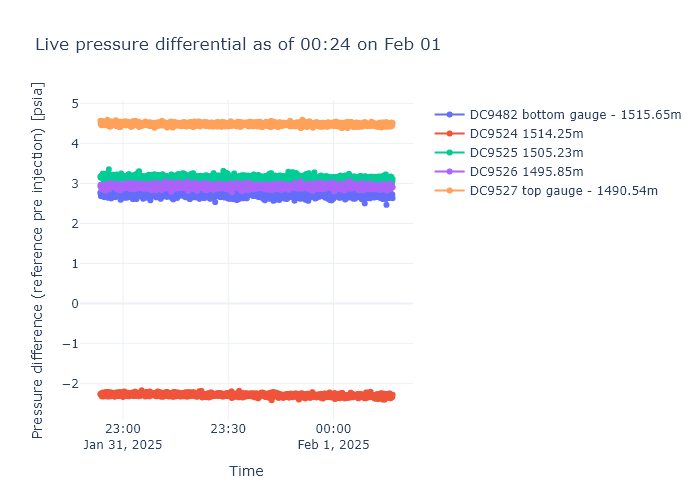 Live pressure differential as of 00:24 on Feb 01
Pressure difference (reference pre injection) [psia]
5
4
3
2
1
0
−1
−2
23:00
Jan 31, 2025
23:30
00:00
Feb 1, 2025
Time
DC9482 bottom gauge - 1515.65m
DC9524 1514.25m
DC9525 1505.23m
DC9526 1495.85m
DC9527 top gauge - 1490.54m